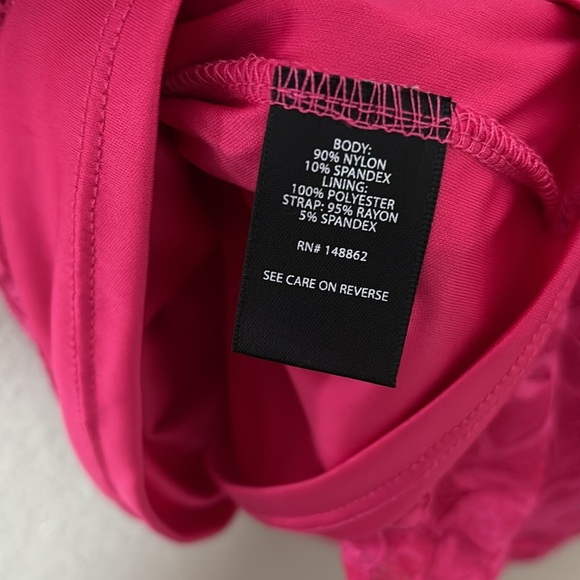 BODY:
90% NYLON
10% SPANDEX
LINING:
100% POLYESTER
STRAP: 95% RAYON
5% SPANDEX
RN# 148862
SEE CARE ON REVERSE